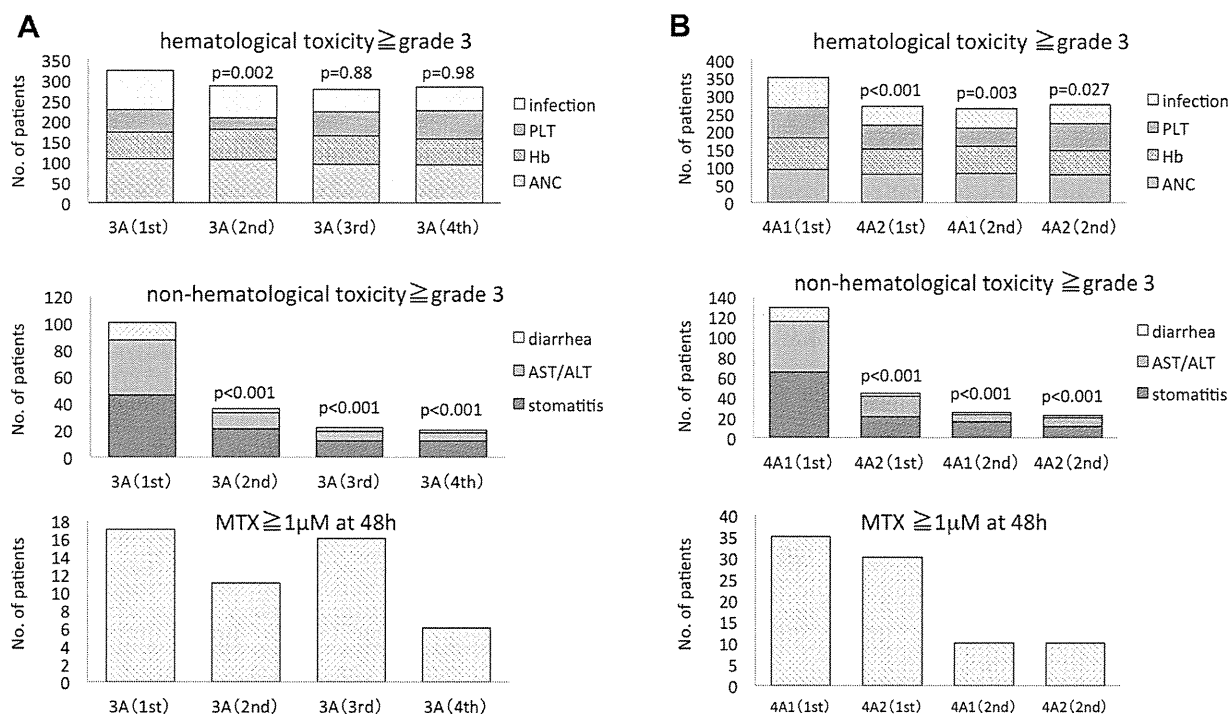 A
hematological toxicity≧grade 3
No. of patients
350
300
250
200
150
100
50
0
p=0.002
p=0.88
p=0.98
infection
PLT
Hb
ANC
3A(1st)
3A(2nd)
3A(3rd)
3A(4th)
non-hematological toxicity≧grade 3
No. of patients
120
100
80
60
40
20
0
p<0.001
p<0.001
p<0.001
diarrhea
AST/ALT
stomatitis
3A(1st)
3A(2nd)
3A(3rd)
3A(4th)
MTX≧1μM at 48h
No. of patients
18
16
14
12
10
8
6
4
2
0
3A(1st)
3A(2nd)
3A(3rd)
3A(4th)
B
hematological toxicity ≧grade 3
No. of patients
400
350
300
250
200
150
100
50
0
p<0.001
p=0.003
p=0.027
infection
PLT
Hb
ANC
4A1(1st)
4A2(1st)
4A1(2nd)
4A2(2nd)
non-hematological toxicity ≧grade 3
No. of patients
140
120
100
80
60
40
20
0
p<0.001
p<0.001
p<0.001
diarrhea
AST/ALT
stomatitis
4A1(1st)
4A2(1st)
4A1(2nd)
4A2(2nd)
MTX ≧1μM at 48h
No. of patients
40
35
30
25
20
15
10
5
0
4A1(1st)
4A2(1st)
4A1(2nd)
4A2(2nd)